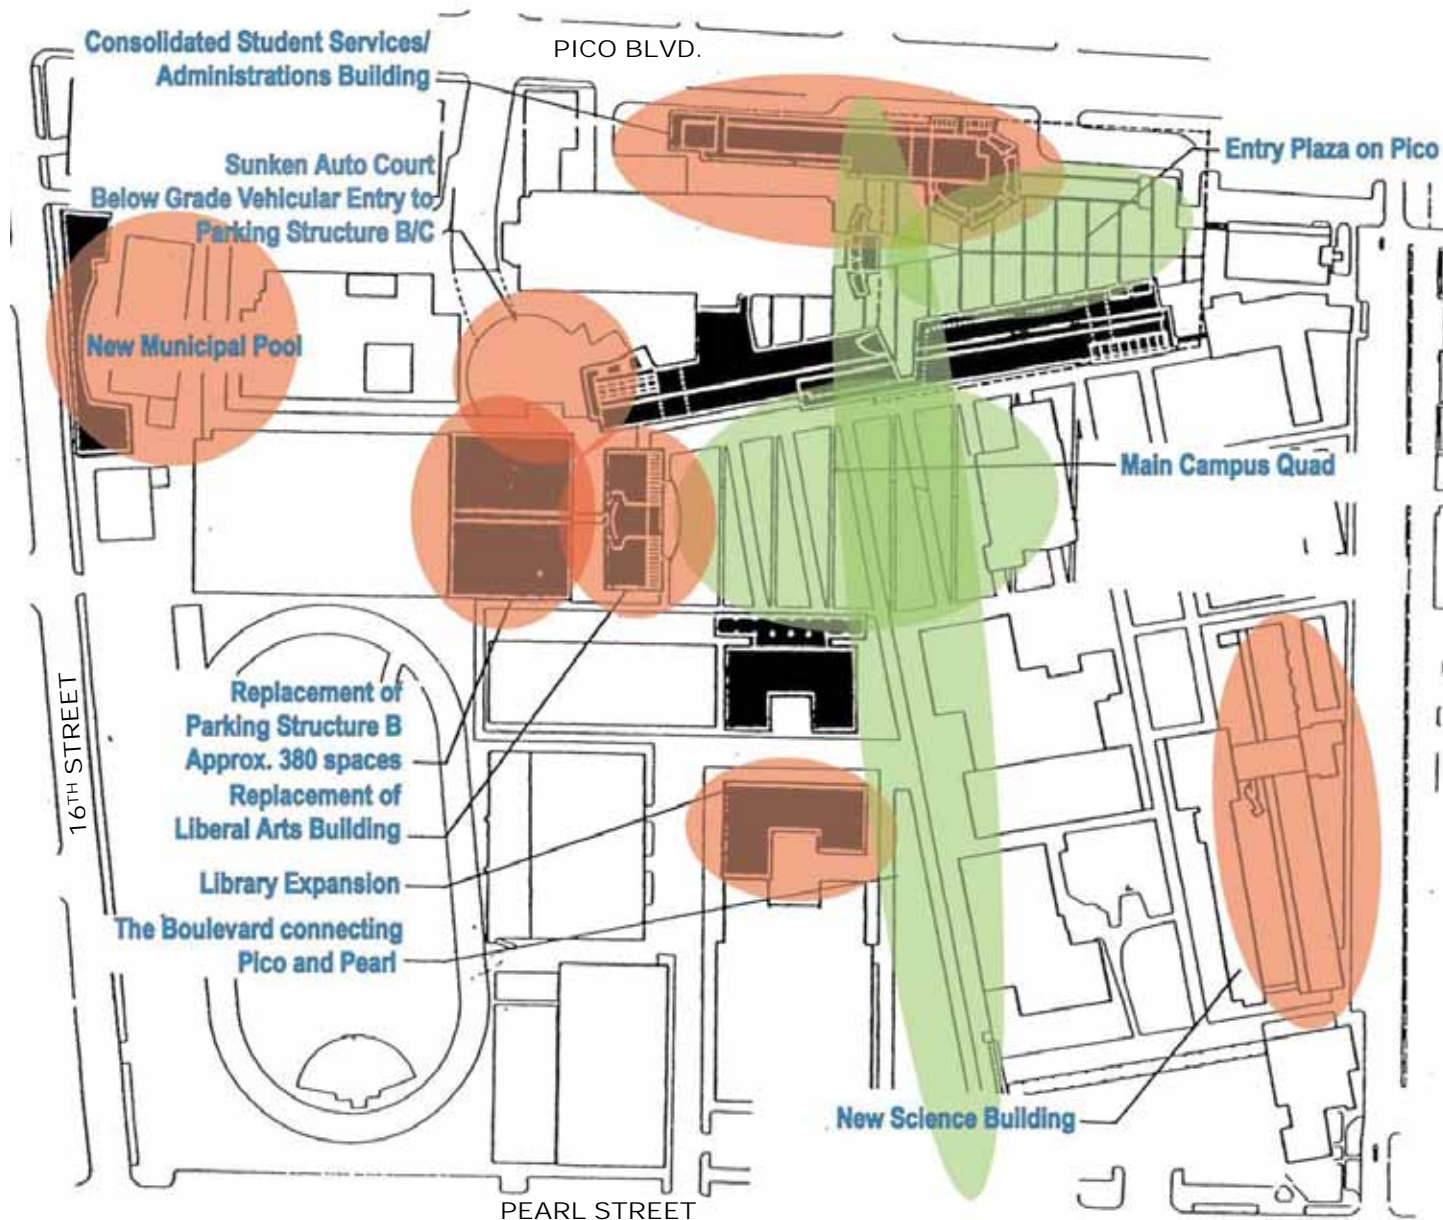 PICO BLVD.
Consolidated Student Services/
Administrations Building
Entry Plaza on Pico
Sunken Auto Court
Below Grade Vehicular Entry to
Parking Structure B/C
New Municipal Pool
Main Campus Quad
16TH STREET
Replacement of
Parking Structure B
Approx. 380 spaces
Replacement of
Liberal Arts Building
Library Expansion
The Boulevard connecting
Pico and Pearl
New Science Building
PEARL STREET